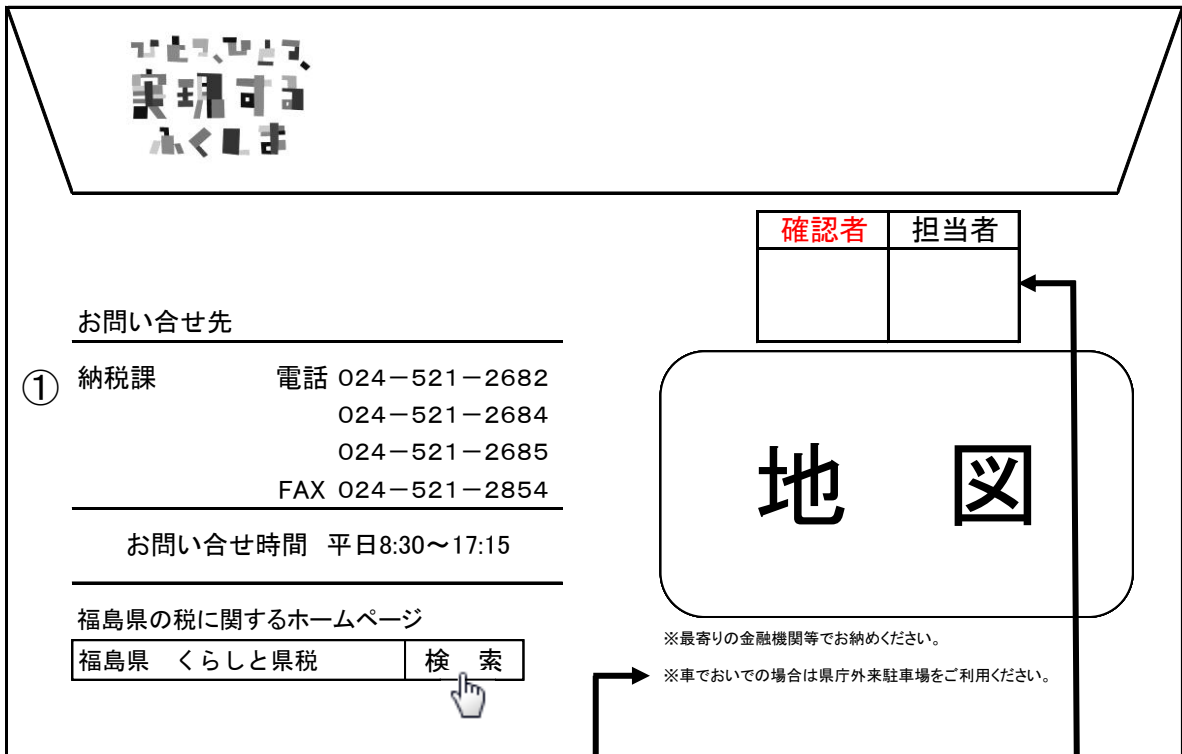 ひとつ、ひとつ、
実現する
ふくしま
確認者 担当者
お問い合せ先
① 納税課 電話 024－521－2682
024－521－2684
024－521－2685
FAX 024－521－2854
お問い合せ時間 平日8:30～17:15
福島県の税に関するホームページ
福島県 くらしと県税 検 索
地 図
※最寄りの金融機関等でお納めください。
※車でおいでの場合は県庁外来駐車場をご利用ください。